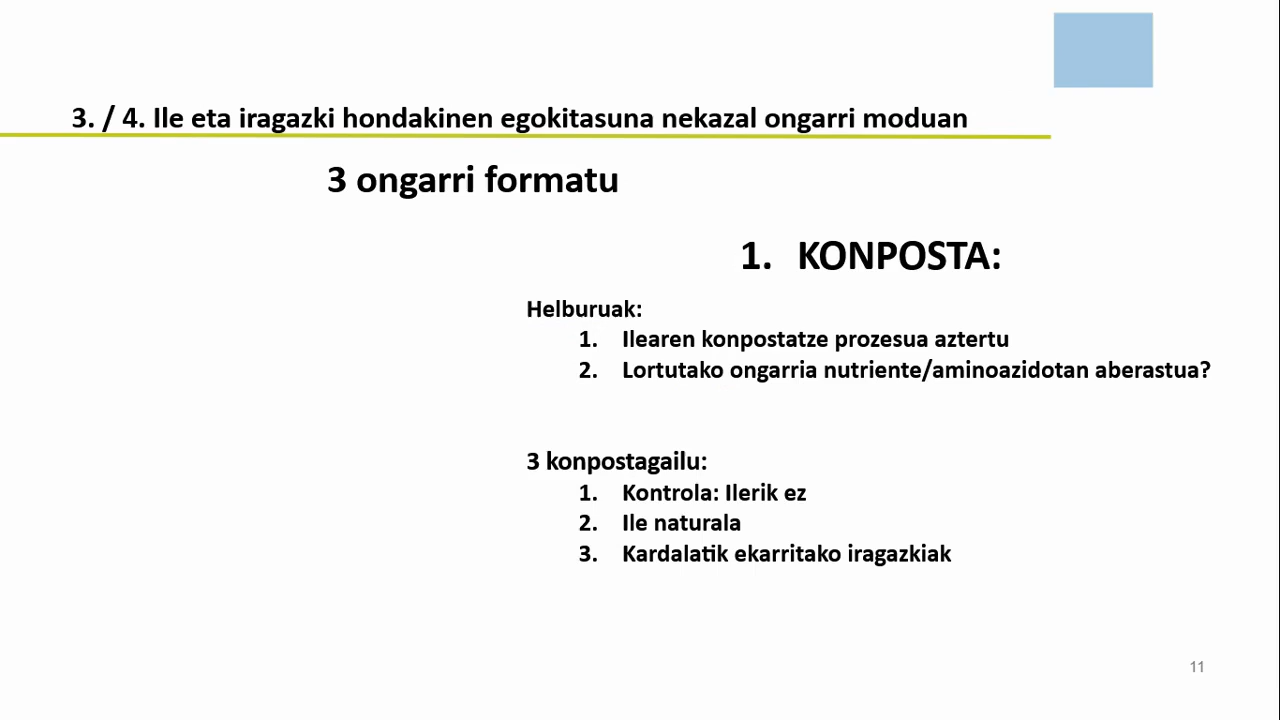 3. / 4. Ile eta iragazki hondakinen egokitasuna nekazal ongarri moduan
3 ongarri formatu
1. KONPOSTA:
Helburuak:
1. Ilearen konpostatze prozesua aztertu
2. Lortutako ongarria nutriente/aminoazidotan aberastua?
3 konpostagailu:
1. Kontrola: Ilerik ez
2. Ile naturala
3. Kardalatik ekarritako iragazkiak
11